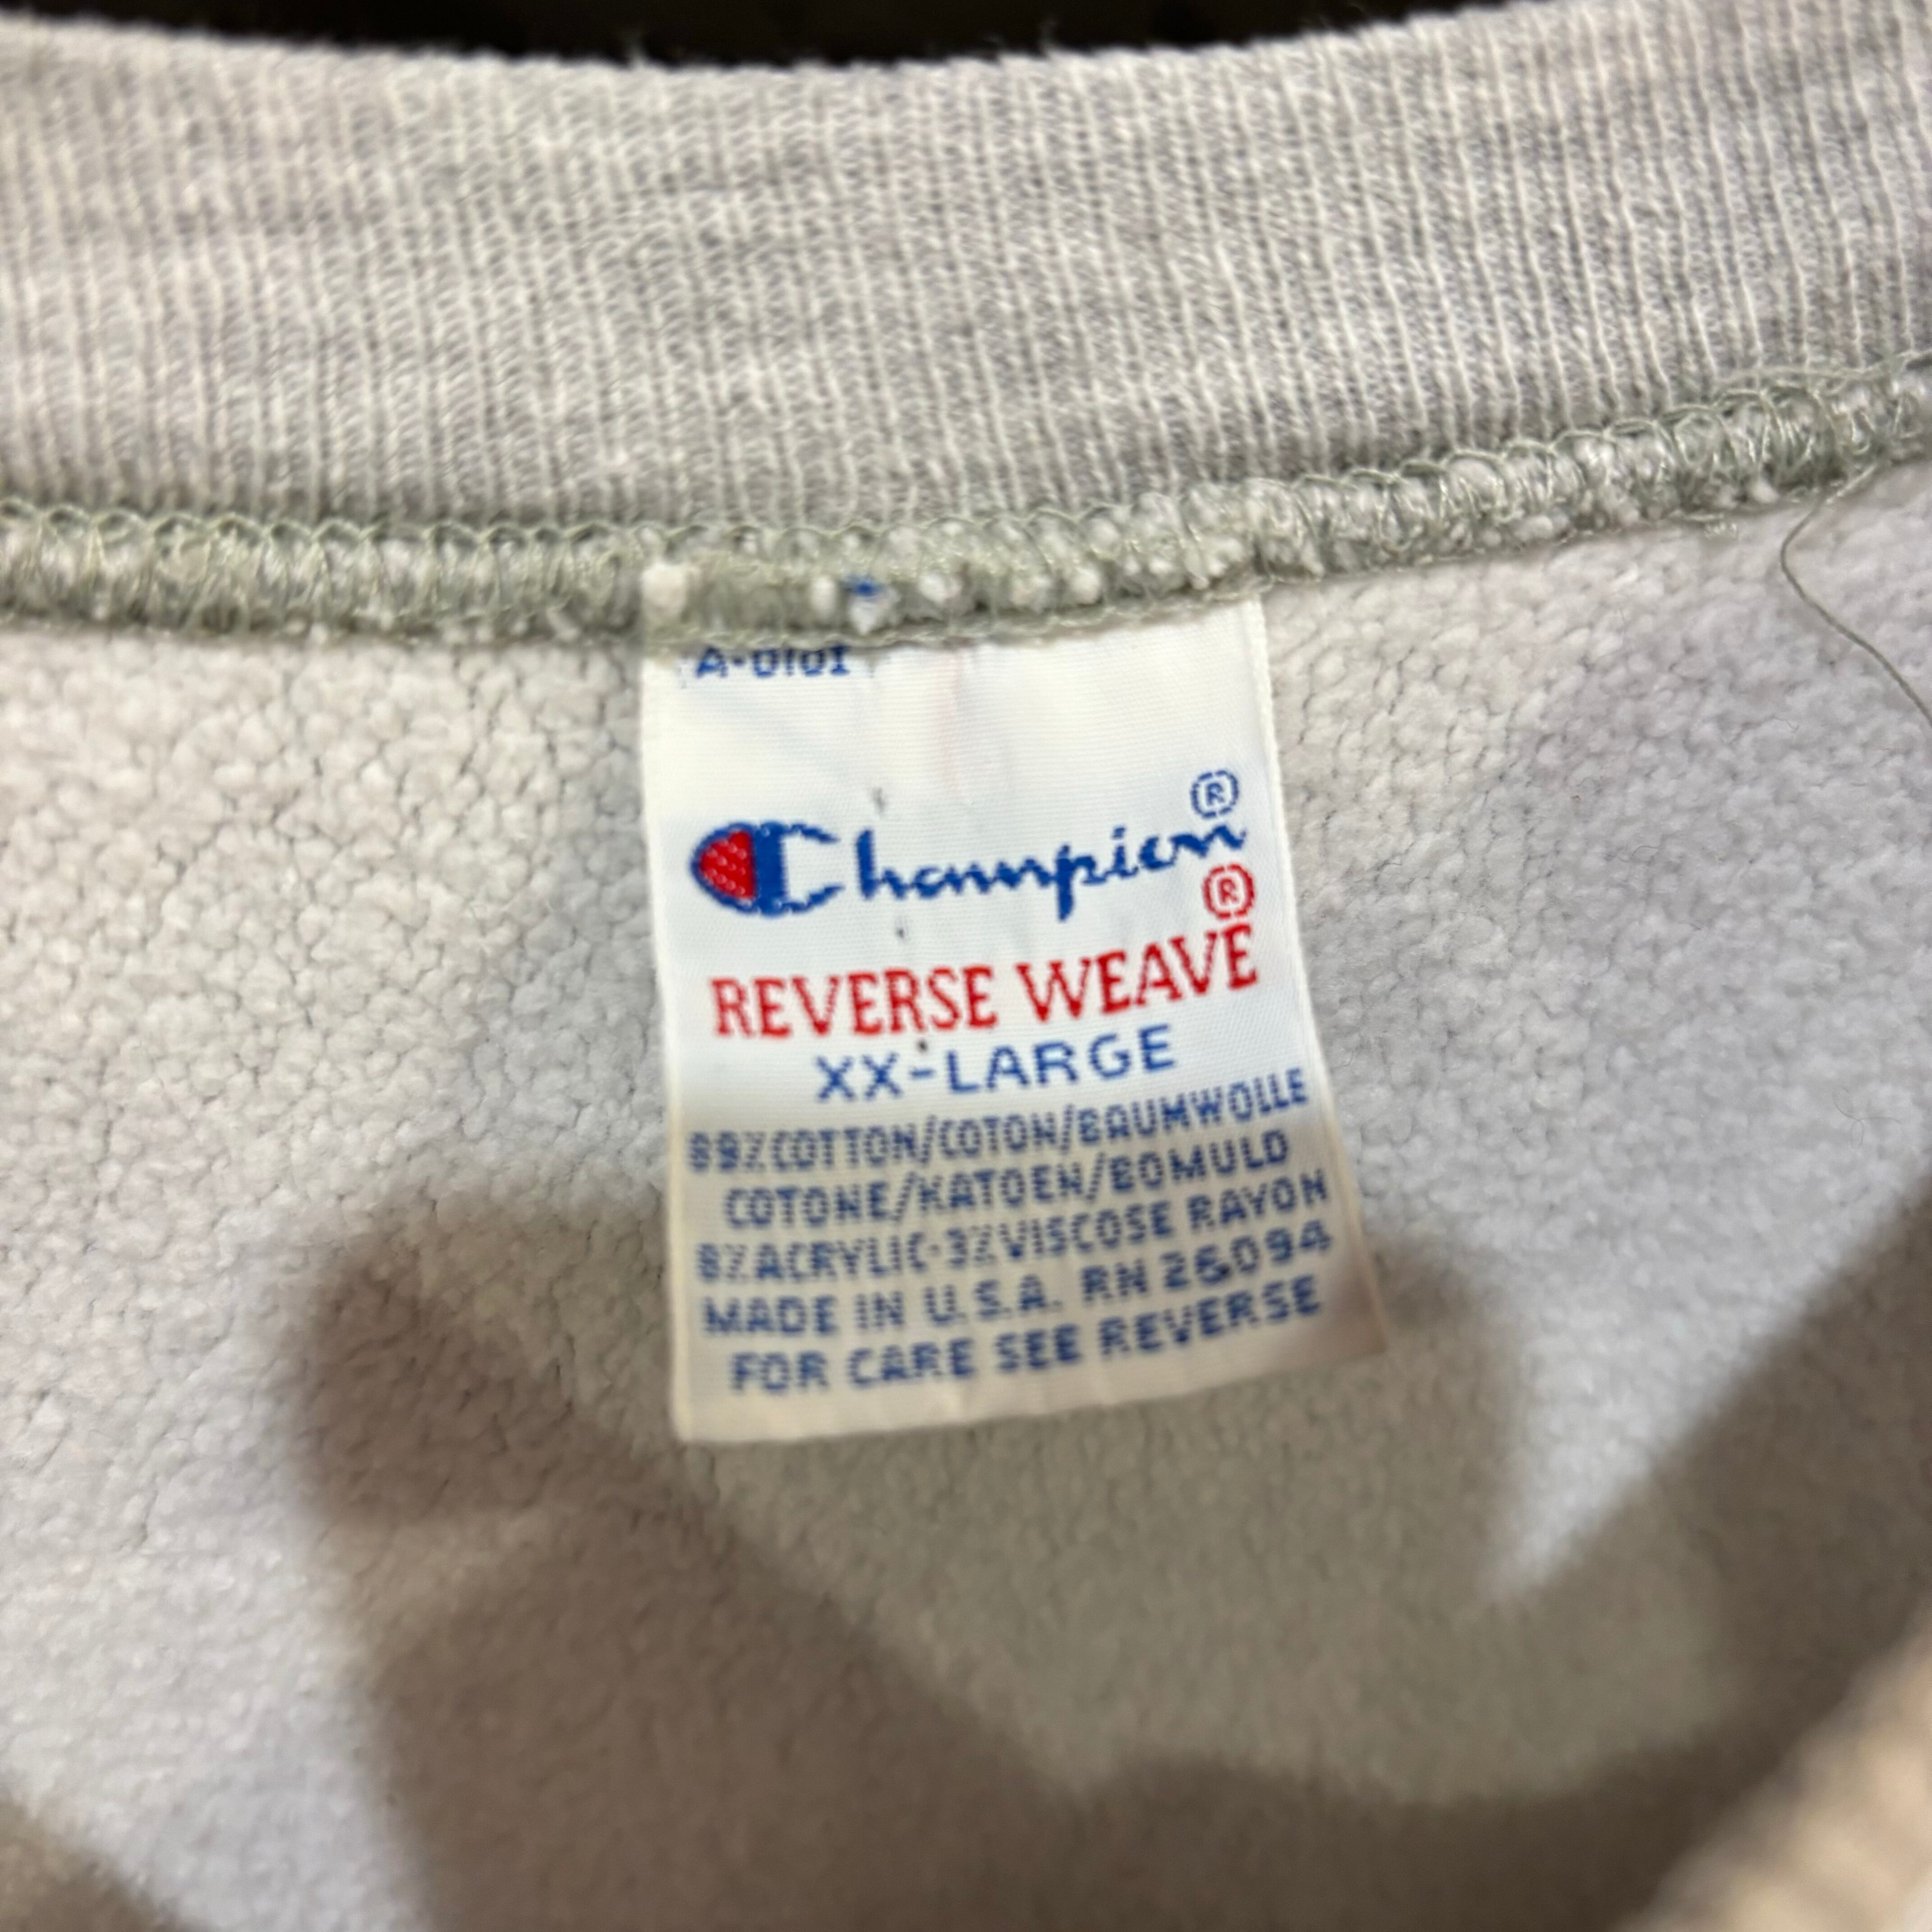 A-0101
Champion®
®
REVERSE WEAVE
XX-LARGE
89%COTTON/COTON/BAUMWOLLE
COTONE/KATOEN/BOMULD
8%ACRYLIC·3%VISCOSE RAYON
MADE IN U.S.A. RN 26094
FOR CARE SEE REVERSE